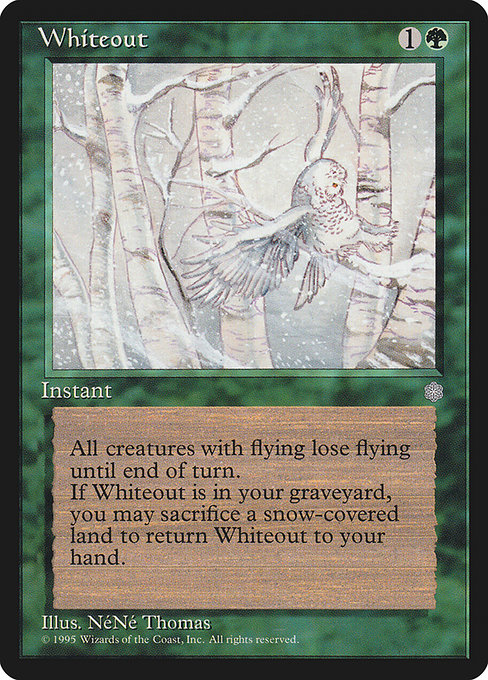 Whiteout 1
Instant
All creatures with flying lose flying
until end of turn.
If Whiteout is in your graveyard,
you may sacrifice a snow-covered
land to return Whiteout to your
hand.
Illus. NéNé Thomas
© 1995 Wizards of the Coast, Inc. All rights reserved.